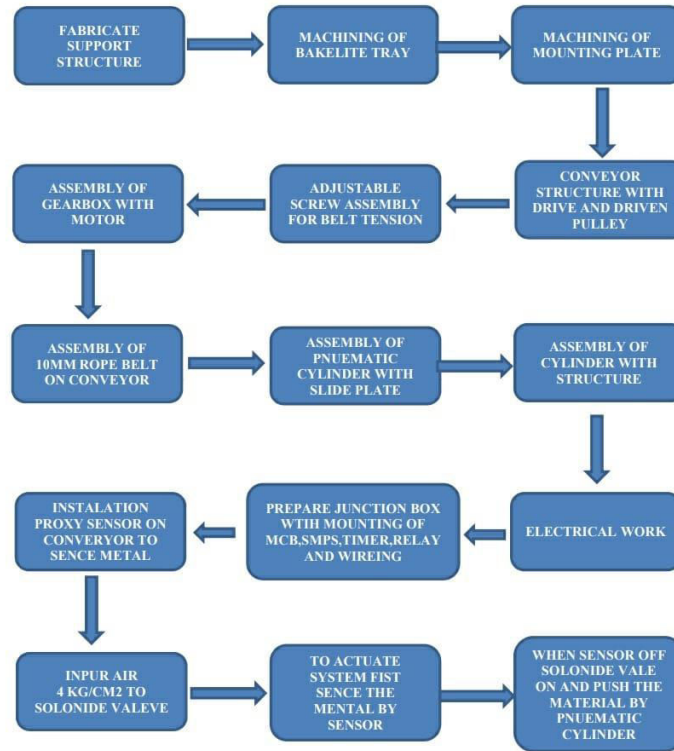 FABRICATE
SUPPORT
STRUCTURE
MACHINING OF
BAKELITE TRAY
MACHINING OF
MOUNTING PLATE
CONVEYOR
STRUCTURE WITH
DRIVE AND DRIVEN
PULLEY
ADJUSTABLE
SCREW ASSEMBLY
FOR BELT TENSION
ASSEMBLY OF
GEARBOX WITH
MOTOR
ASSEMBLY OF
10MM ROPE BELT
ON CONVEYOR
ASSEMBLY OF
PNUEMATIC
CYLINDER WITH
SLIDE PLATE
ASSEMBLY OF
CYLINDER WITH
STRUCTURE
ELECTRICAL WORK
PREPARE JUNCTION BOX
WTIH MOUNTING OF
MCB,SMPS,TIMER,RELAY
AND WIREING
INSTALATION
PROXY SENSOR ON
CONVERYOR TO
SENCE METAL
INPUR AIR
4 KG/CM2 TO
SOLONIDE VALEVE
TO ACTUATE
SYSTEM FIST
SENCE THE
MENTAL BY
SENSOR
WHEN SENSOR OFF
SOLONIDE VALE
ON AND PUSH THE
MATERIAL BY
PNUEMATIC
CYLINDER